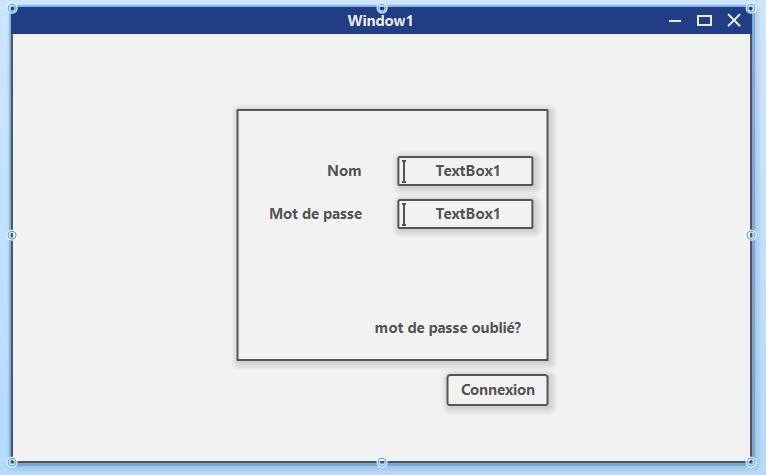 Window1
Nom TextBox1
Mot de passe TextBox1
mot de passe oublié?
Connexion